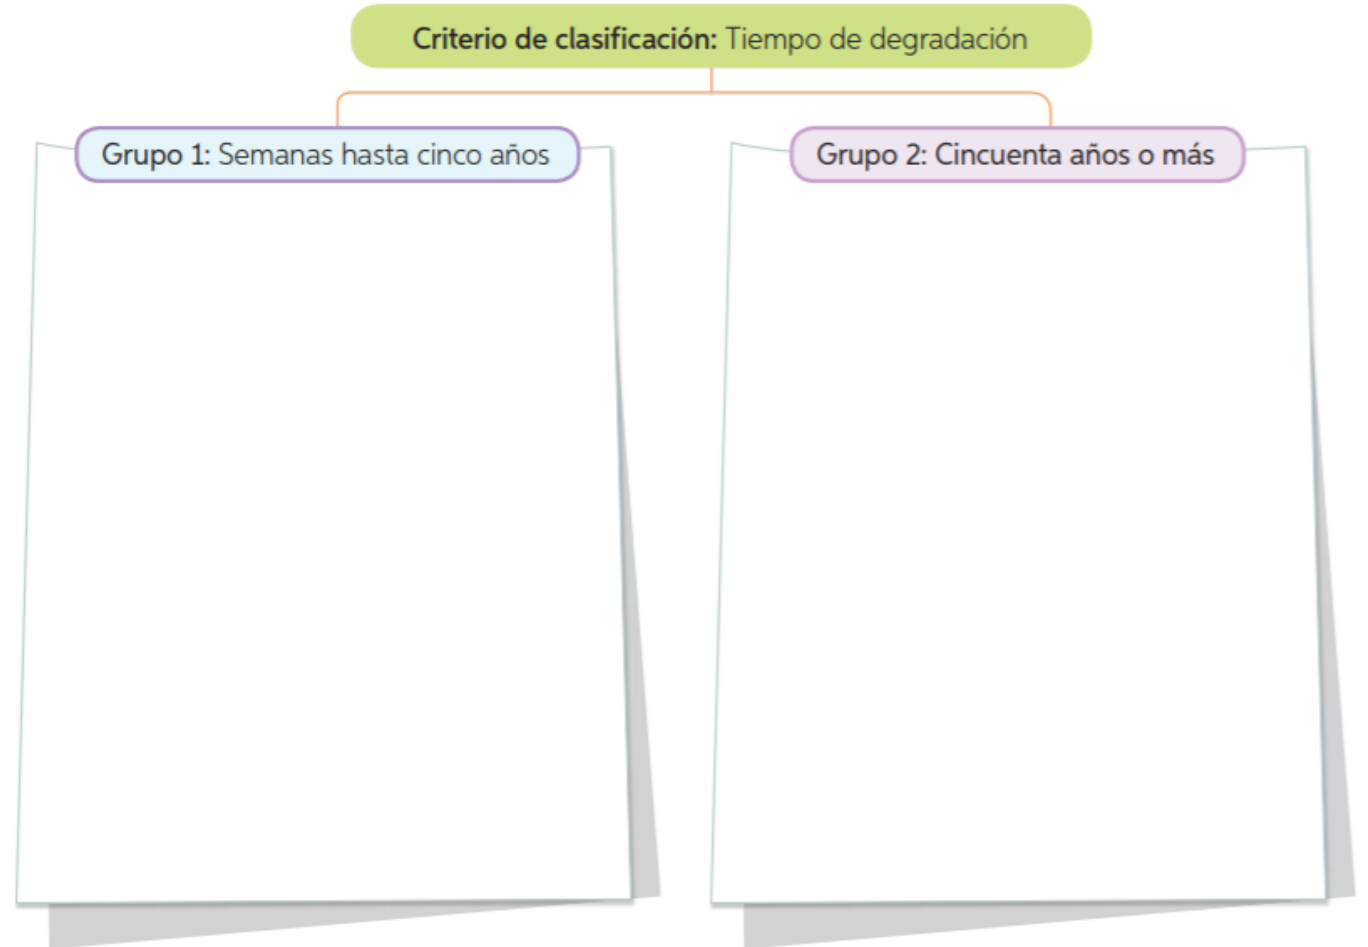 Criterio de clasificación: Tiempo de degradación
Grupo 1: Semanas hasta cinco años
Grupo 2: Cincuenta años o más